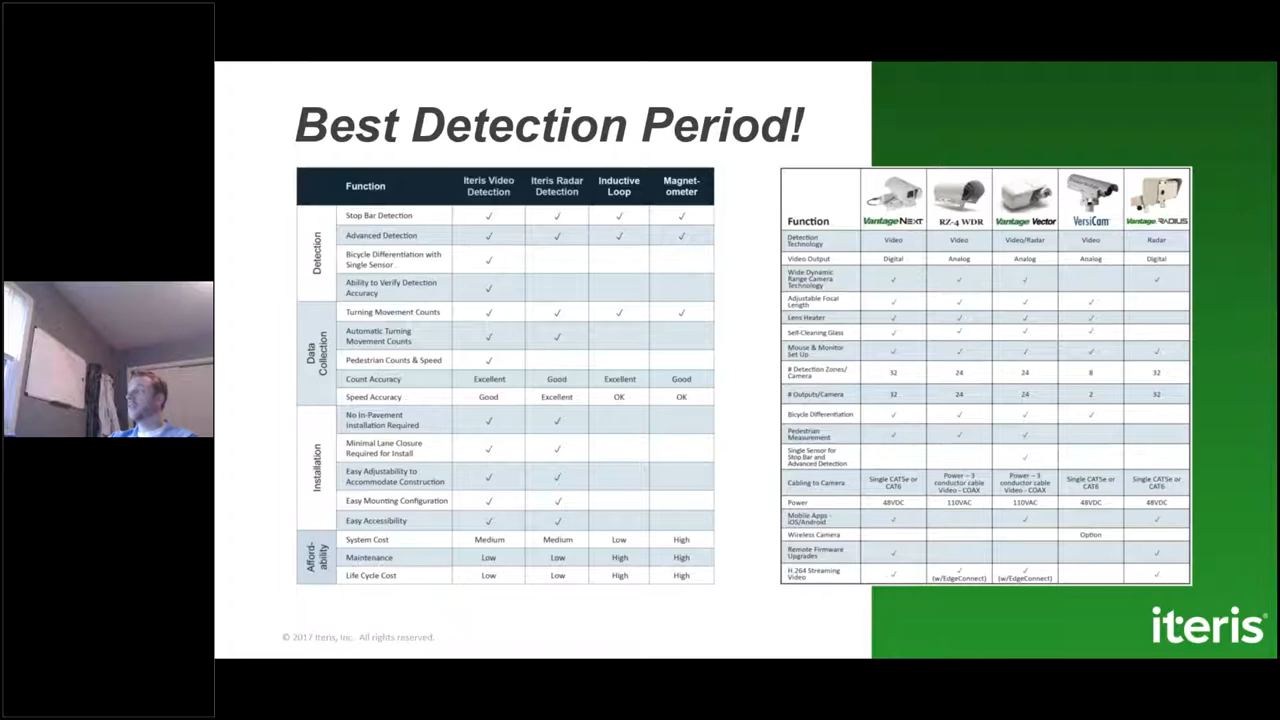 Best Detection Period!
Function Iteris Video Detection Iteris Radar Detection Inductive Loop Magnet-ometer
Detection
Stop Bar Detection ✓ ✓ ✓ ✓
Advanced Detection ✓ ✓ ✓ ✓
Bicycle Differentiation with Single Sensor ✓
Ability to Verify Detection Accuracy ✓
Data Collection
Turning Movement Counts ✓ ✓ ✓ ✓
Automatic Turning Movement Counts ✓ ✓
Pedestrian Counts & Speed ✓
Count Accuracy Excellent Good Excellent Good
Speed Accuracy Good Excellent OK OK
Installation
No In-Pavement Installation Required ✓ ✓
Minimal Lane Closure Required for Install ✓ ✓
Easy Adjustability to Accommodate Construction ✓ ✓
Easy Mounting Configuration ✓ ✓
Easy Accessibility ✓ ✓
Afford-ability
System Cost Medium Medium Low High
Maintenance Low Low High High
Life Cycle Cost Low Low High High
Function Vantage NEXT RZ-4 WDR Vantage Vector VersiCam Vantage RADIUS
Detection Technology Video Video Video/Radar Video Radar
Video Output Digital Analog Analog Analog Digital
Wide Dynamic Range Camera Technology ✓ ✓ ✓ ✓
Adjustable Focal Length ✓ ✓ ✓ ✓
Lens Heater ✓ ✓ ✓ ✓
Self-Cleaning Glass ✓ ✓ ✓ ✓
Mouse & Monitor Set Up ✓ ✓ ✓ ✓ ✓
# Detection Zones/ Camera 32 24 24 8 32
# Outputs/Camera 32 24 24 2 32
Bicycle Differentiation ✓ ✓ ✓ ✓
Pedestrian Measurement ✓ ✓ ✓
Single Sensor for Stop Bar and Advanced Detection ✓
Cabling to Camera Single CAT5e or CAT6 Power – 3 conductor cable Video - COAX Power – 3 conductor cable Video - COAX Single CAT5e or CAT6 Single CAT5e or CAT6
Power 48VDC 110VAC 110VAC 48VDC 48VDC
Mobile Apps - iOS/Android ✓ ✓ ✓
Wireless Camera Option
Remote Firmware Upgrades ✓ ✓
H.264 Streaming Video ✓ ✓ (w/EdgeConnect) ✓ (w/EdgeConnect) ✓
© 2017 Iteris, Inc. All rights reserved.
iteris